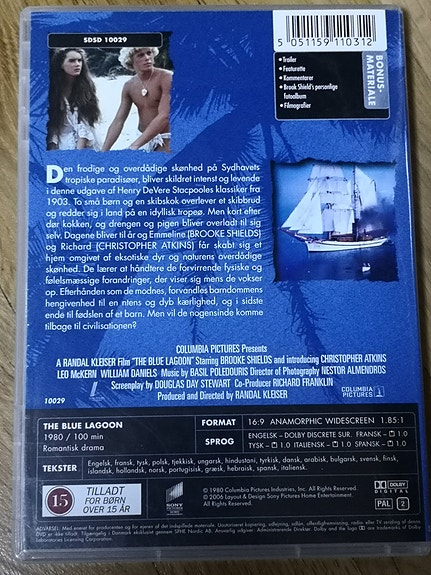 SDSD 10029
5 051159 110312
BONUS-
MATERIALE
• Trailer
• Featurette
• Kommentarer
• Brook Shield's personlige
fotoalbum
• Filmografier
Den frodige og overdådige skønhed på Sydhavets
tropiske paradisøer, bliver skildret intenst og levende
i denne udgave af Henry DeVere Stacpooles klassiker fra
1903. To små børn og en skibskok overlever et skibbrud
og redder sig i land på en idyllisk tropeø. Men kort efter
dør kokken, og drengen og pigen bliver overladt til sig
selv. Dagene bliver til år og Emmeline (BROOKE SHIELDS)
og Richard (CHRISTOPHER ATKINS) får skabt sig et
hjem omgivet af eksotiske dyr og naturens overdådige
skønhed. De lærer at håndtere de forvirrende fysiske og
følelsesmæssige forandringer, der viser sig mens de vokser
op. Efterhånden som de modnes, forvandles barndommens
hengivenhed til en ntens og dyb kærlighed, og i sidste
ende til fødslen af et barn. Men vil de nogensinde komme
tilbage til civilisationen?
COLUMBIA PICTURES Presents
A RANDAL KLEISER Film "THE BLUE LAGOON" Starring BROOKE SHIELDS and introducing CHRISTOPHER ATKINS
LEO McKERN WILLIAM DANIELS Music by BASIL POLEDOURIS Director of Photography NESTOR ALMENDROS
Screenplay by DOUGLAS DAY STEWART Co-Producer RICHARD FRANKLIN
Produced and Directed by RANDAL KLEISER
COLUMBIA
PICTURES
10029
THE BLUE LAGOON
1980 / 100 min
Romantisk drama
FORMAT 16:9 ANAMORPHIC WIDESCREEN 1.85:1
SPROG ENGELSK – DOLBY DISCRETE SUR. FRANSK – 1.0
TYSK – 1.0 ITALIENSK – 1.0 SPANSK – 1.0
TEKSTER Engelsk, fransk, tysk, polsk, tjekkisk, ungarsk, hindustani, tyrkisk, dansk, arabisk, bulgarsk, svensk, finsk,
islandsk, hollandsk, norsk, portugisisk, græsk, hebraisk, spansk, italiensk.
15
TILLADT
FOR BØRN
OVER 15 ÅR
SONY
PICTURES
© 1980 Columbia Pictures Industries, Inc.
All Rights Reserved.
© 2006 Layout & Design Sony Pictures Home Entertainment.
All Rights Reserved.
DOLBY
DIGITAL
PAL 2